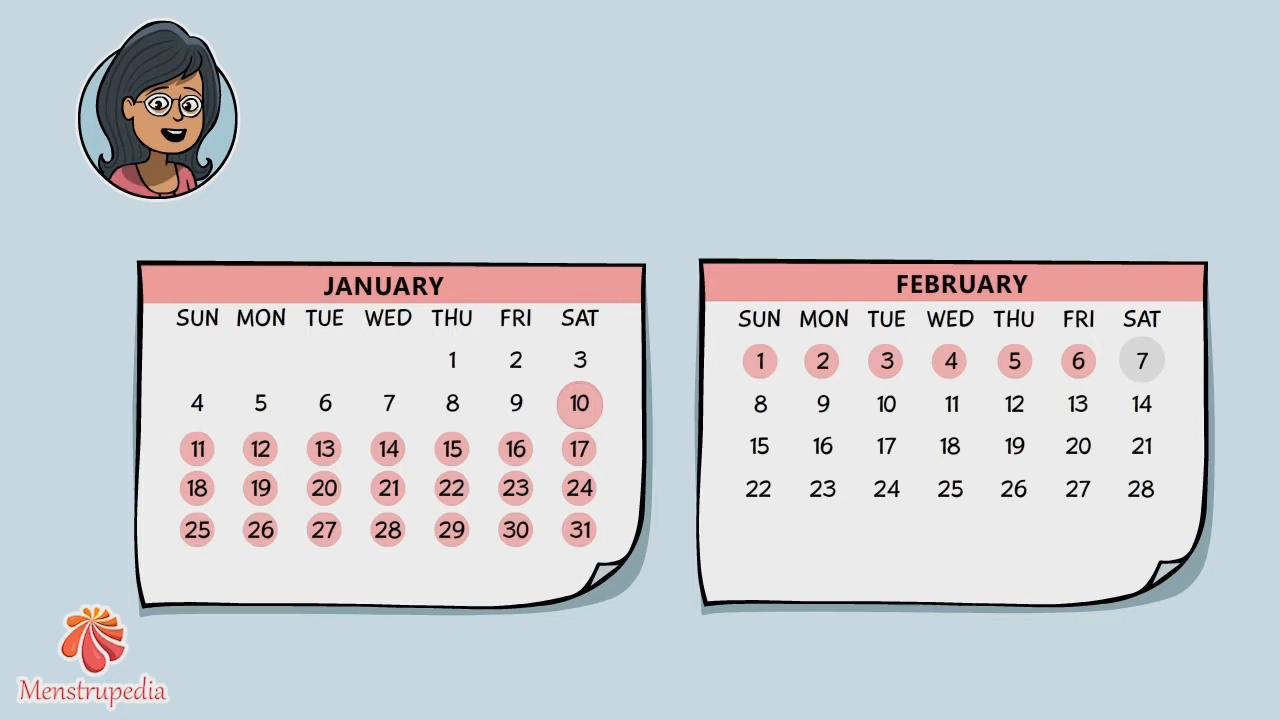 JANUARY
SUN MON TUE WED THU FRI SAT
1 2 3
4 5 6 7 8 9 10
11 12 13 14 15 16 17
18 19 20 21 22 23 24
25 26 27 28 29 30 31
FEBRUARY
SUN MON TUE WED THU FRI SAT
1 2 3 4 5 6 7
8 9 10 11 12 13 14
15 16 17 18 19 20 21
22 23 24 25 26 27 28
Menstrupedia